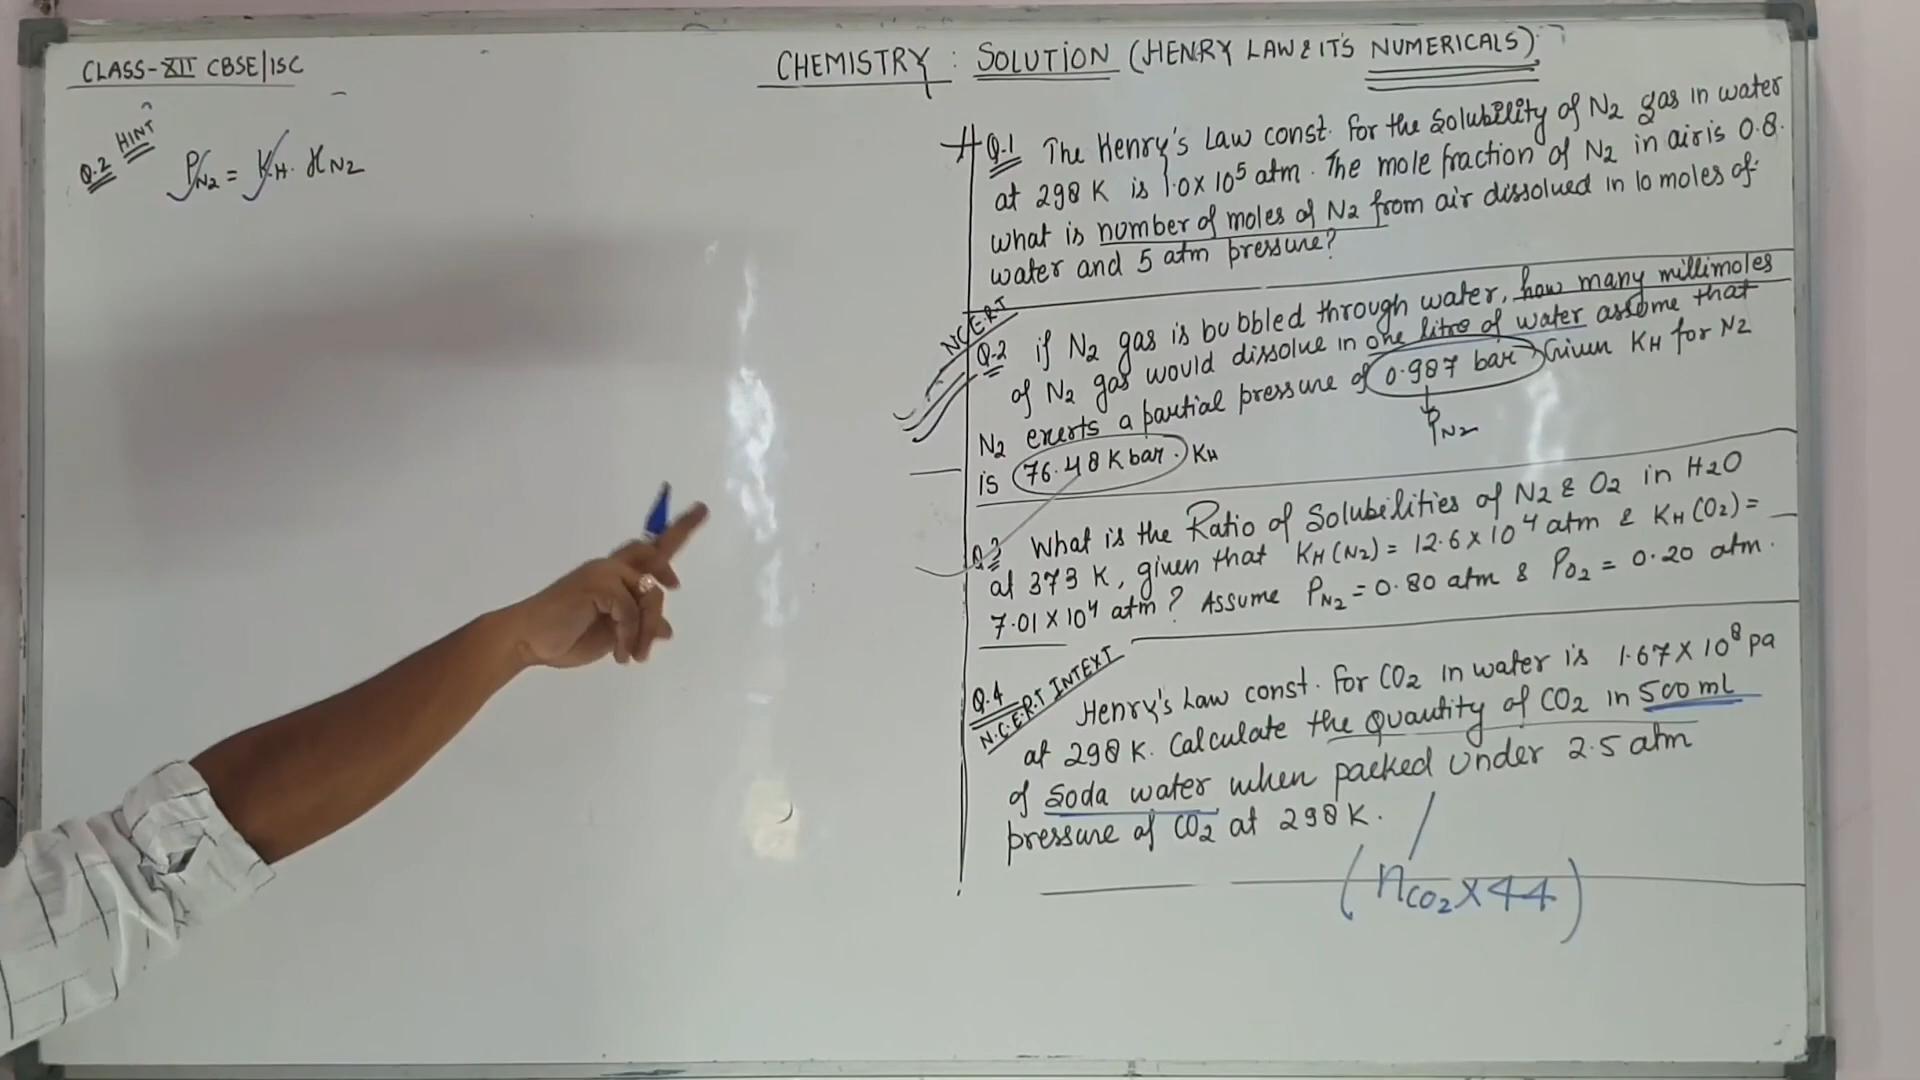 CLASS-XII CBSE/ISC
CHEMISTRY : SOLUTION (HENRY LAW & IT'S NUMERICALS)
Q.2 HINT
PN2 = KH. XN2
Q.1 The Henry's Law const. for the Solubility of N2 gas in water
at 298 K is 1.0 x 10^5 atm. The mole fraction of N2 in air is 0.8.
what is number of moles of N2 from air dissolved in 10 moles of
water and 5 atm pressure?
N.C.E.R.T
Q.2 if N2 gas is bubbled through water, how many millimoles
of N2 gas would dissolve in one litre of water assume that
N2 exerts a partial pressure of 0.987 bar Given KH for N2
is 76.48 K bar. KH
PN2
Q.3 What is the Ratio of Solubilities of N2 & O2 in H2O
at 373 K, given that KH (N2) = 12.6 x 10^4 atm & KH (O2) =
7.01 x 10^4 atm? Assume PN2 = 0.80 atm & PO2 = 0.20 atm.
Q.4
N.C.E.R.T INTEXT
Henry's Law const. for CO2 in water is 1.67 x 10^8 pa
at 298 K. Calculate the Quantity of CO2 in 500 mL
of Soda water when packed under 2.5 atm
pressure of CO2 at 298 K.
(nCO2 x 44)